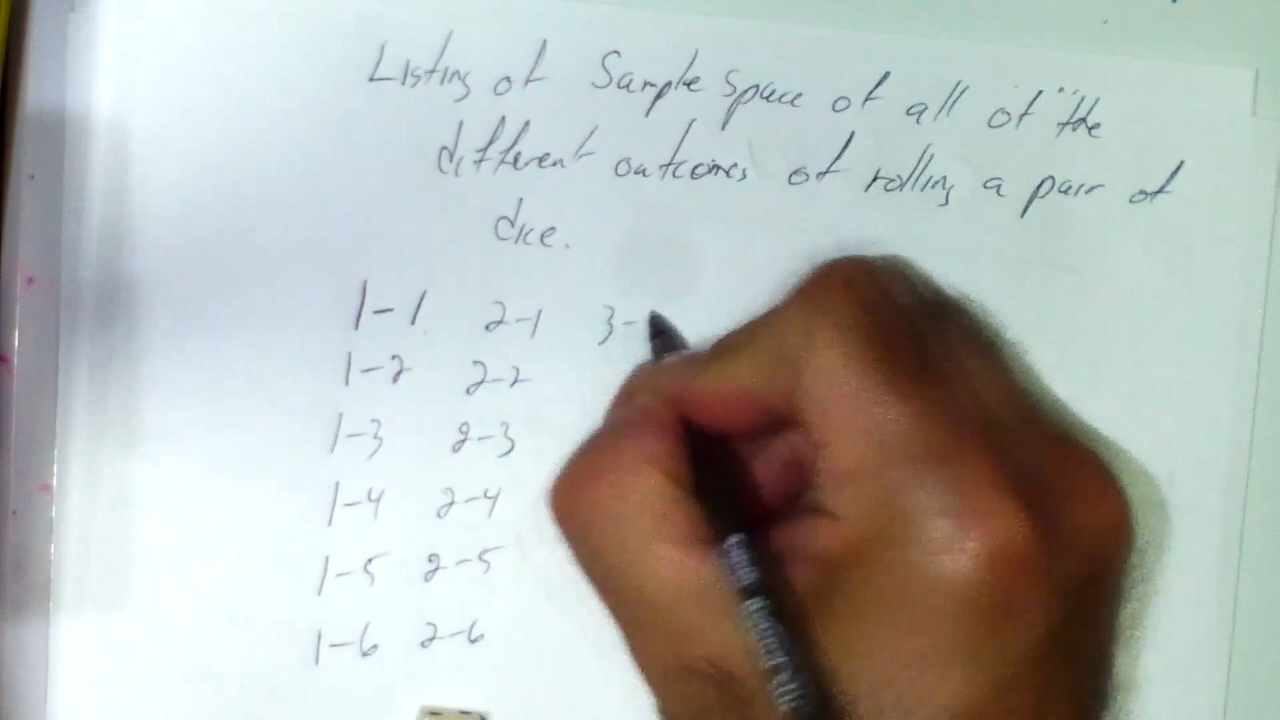 Listing of Sample Space of all of the
different outcomes of rolling a pair of
dice.
1-1 2-1 3-
1-2 2-2
1-3 2-3
1-4 2-4
1-5 2-5
1-6 2-6